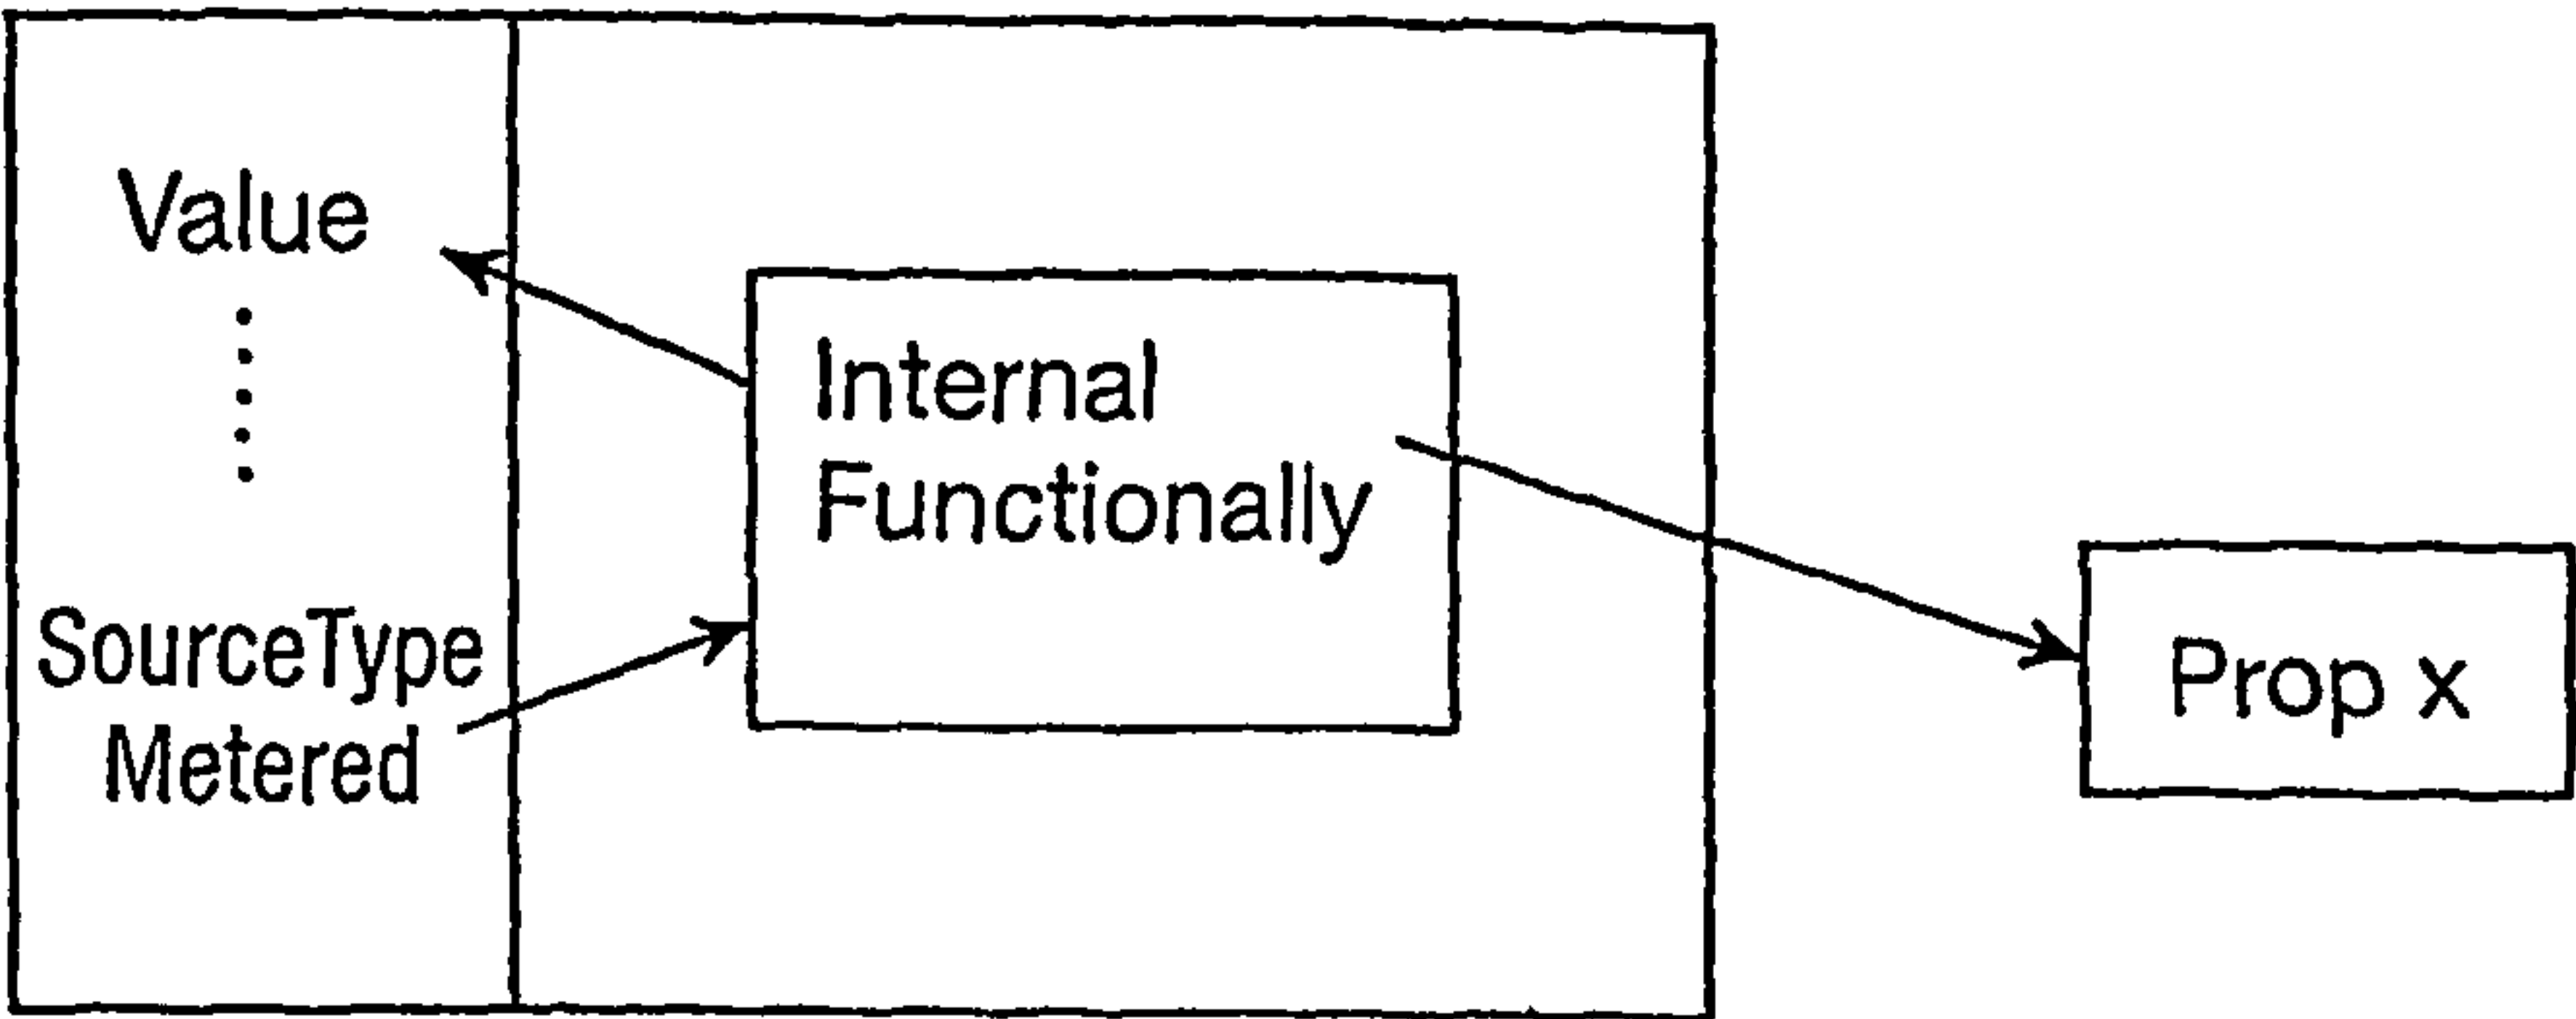 Value
Internal
Functionally
SourceType
Metered
Prop x